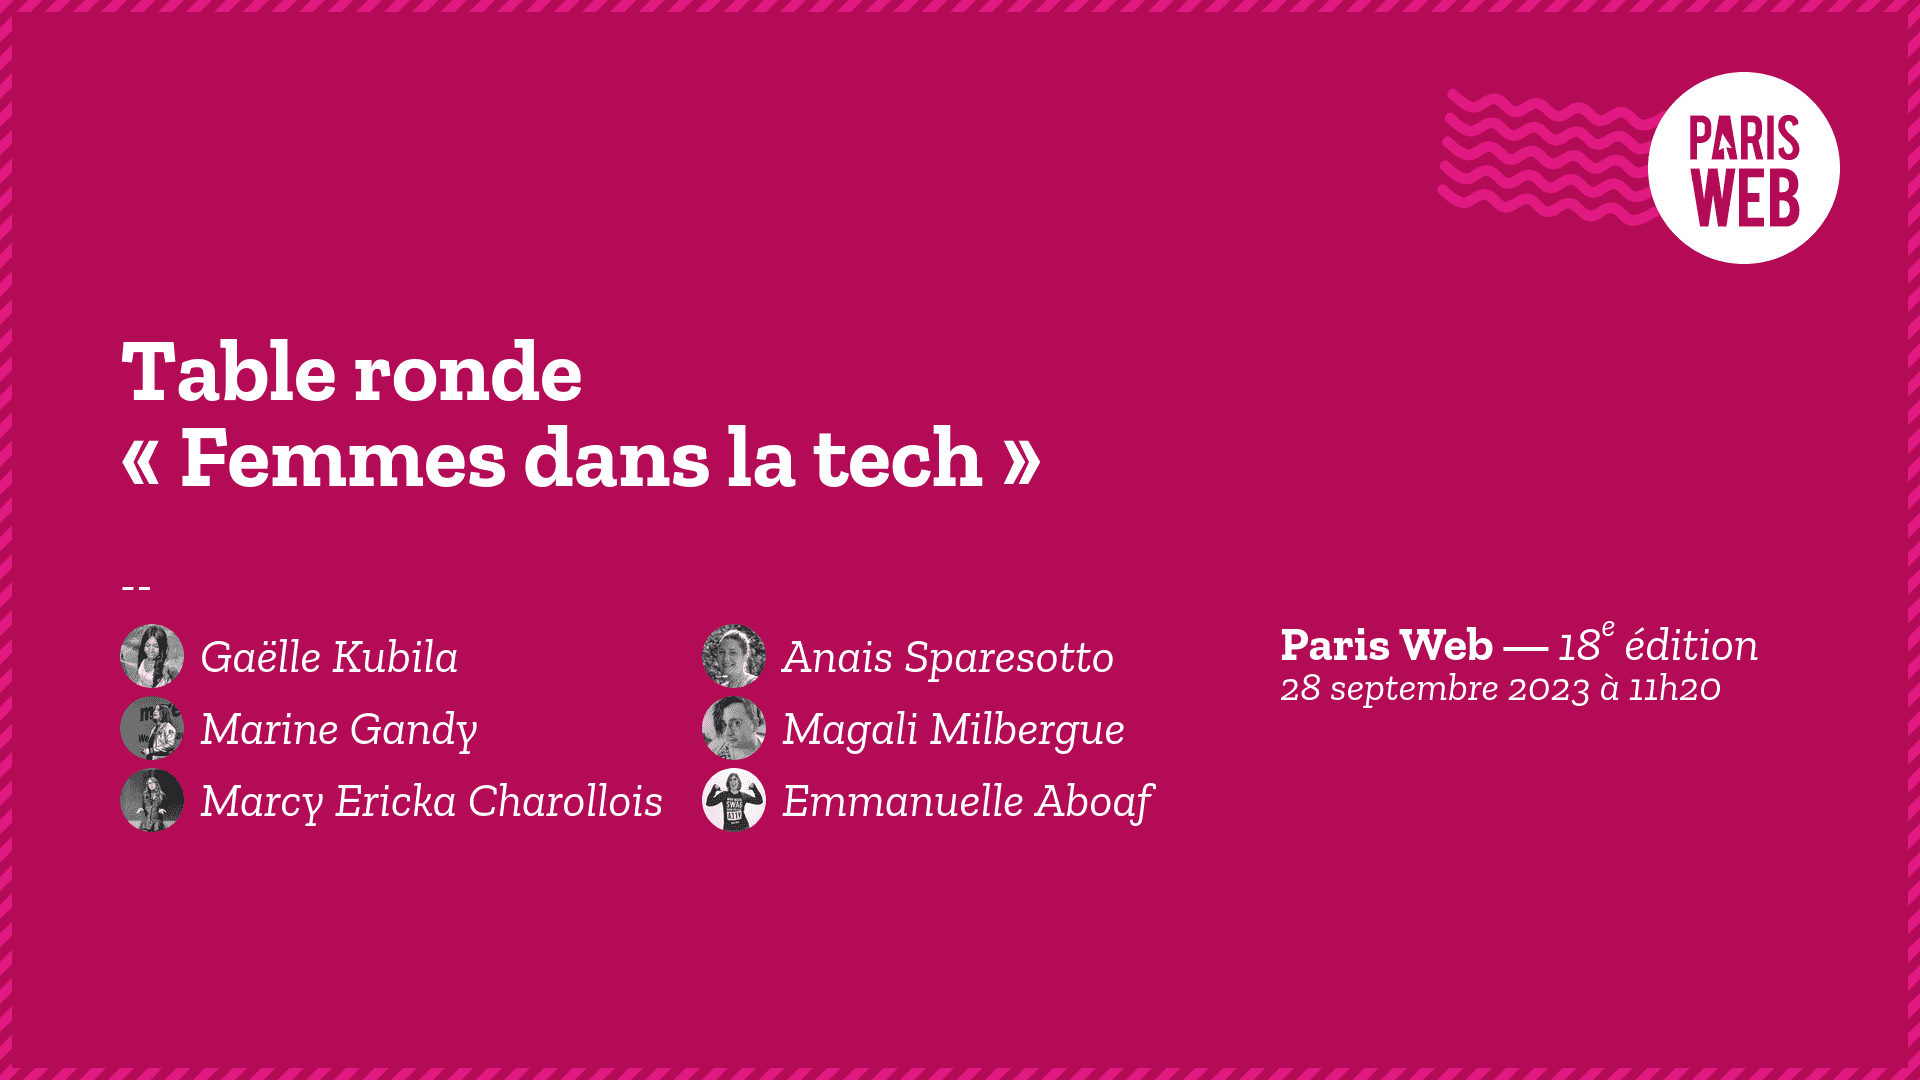 PARIS
WEB
Table ronde
« Femmes dans la tech »
--
Gaëlle Kubila
Marine Gandy
Marcy Ericka Charollois
Anais Sparesotto
Magali Milbergue
Emmanuelle Aboaf
Paris Web — 18e édition
28 septembre 2023 à 11h20